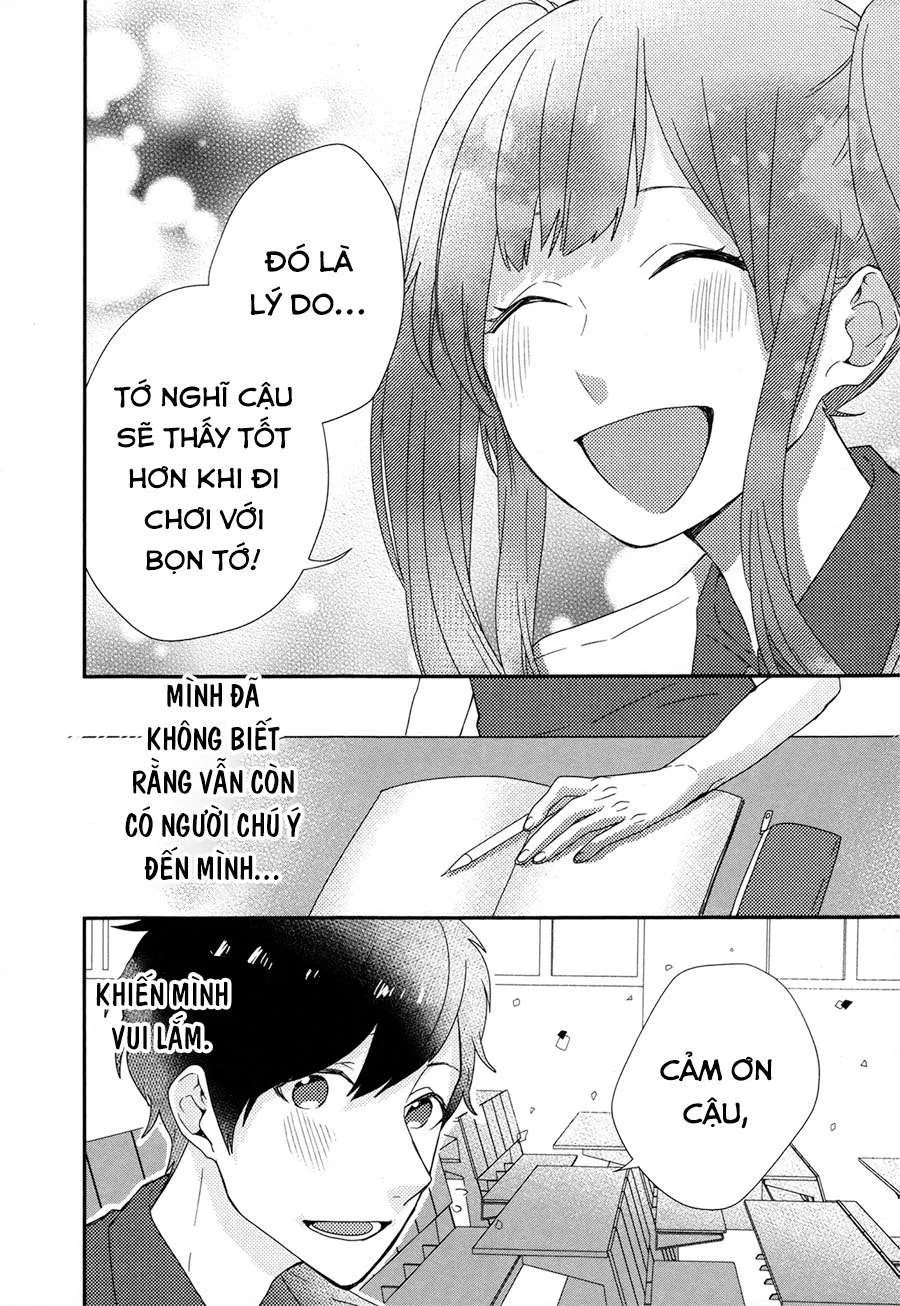 ĐÓ LÀ
LÝ DO...
TỚ NGHĨ CẬU
SẼ THẤY TỐT
HƠN KHI ĐI
CHƠI VỚI
BỌN TỚ!
MÌNH ĐÃ
KHÔNG BIẾT
RẰNG VẪN CÒN
CÓ NGƯỜI CHÚ Ý
ĐẾN MÌNH...
KHIẾN MÌNH
VUI LẮM.
CẢM ƠN
CẬU,